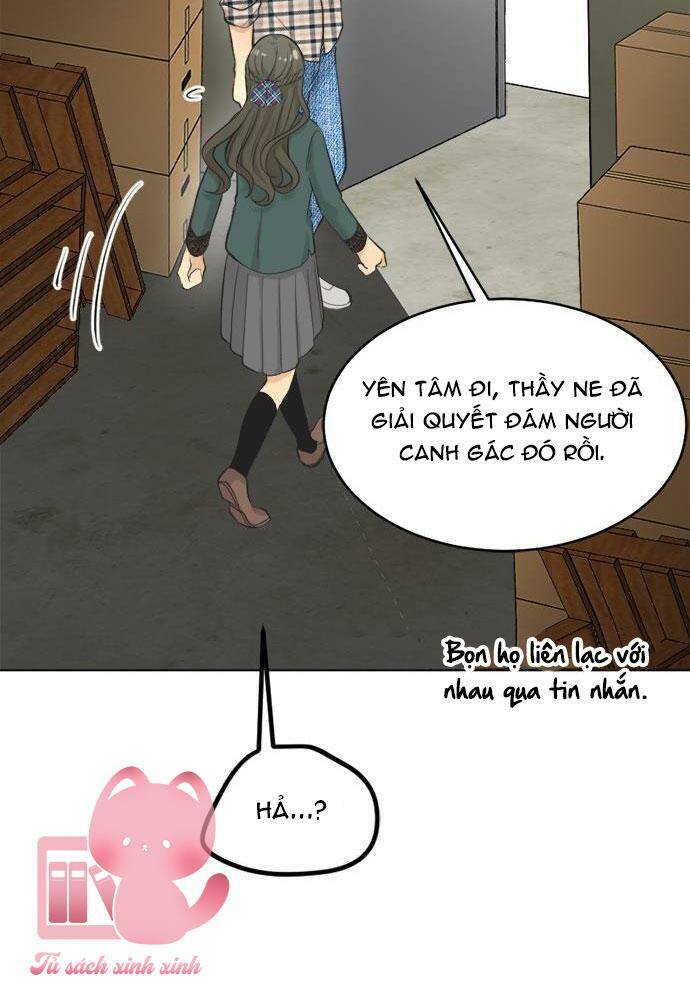 YÊN TÂM ĐI, THẦY NE ĐÃ
GIẢI QUYẾT ĐÁM NGƯỜI
CANH GÁC ĐÓ RỒI.
Bọn họ liên lạc với
nhau qua tin nhắn.
HẢ...?
Tủ sách xinh xinh